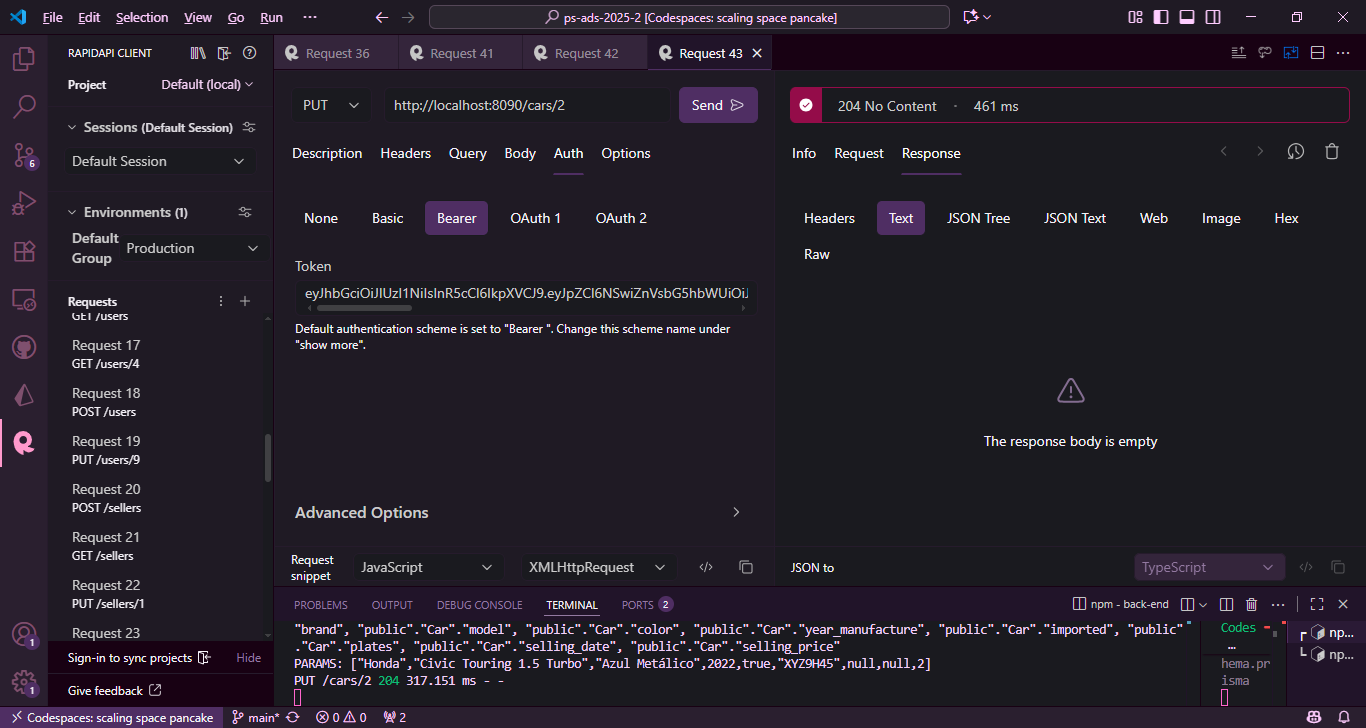 File Edit Selection View Go Run ···
ps-ads-2025-2 [Codespaces: scaling space pancake]
RAPIDAPI CLIENT
Project Default (local)
Sessions (Default Session)
Default Session
Environments (1)
Default Group Production
Requests
GET /users
Request 17
GET /users/4
Request 18
POST /users
Request 19
PUT /users/9
Request 20
POST /sellers
Request 21
GET /sellers
Request 22
PUT /sellers/1
Request 23
Sign-in to sync projects Hide
Give feedback
6
1
1
Request 36 Request 41 Request 42 Request 43
PUT http://localhost:8090/cars/2 Send
Description Headers Query Body Auth Options
None Basic Bearer OAuth 1 OAuth 2
Token
Default authentication scheme is set to "Bearer ". Change this scheme name under
"show more".
Advanced Options
Request snippet JavaScript XMLHttpRequest
204 No Content · 461 ms
Info Request Response
Headers Text JSON Tree JSON Text Web Image Hex
Raw
The response body is empty
JSON to TypeScript
PROBLEMS OUTPUT DEBUG CONSOLE TERMINAL PORTS 2 npm - back-end
"brand", "public"."Car"."model", "public"."Car"."color", "public"."Car"."year_manufacture", "public"."Car"."imported", "public"
."Car"."plates", "public"."Car"."selling_date", "public"."Car"."selling_price"
PARAMS: ["Honda","Civic Touring 1.5 Turbo","Azul Metálico",2022,true,"XYZ9H45",null,null,2]
PUT /cars/2 204 317.151 ms - -
Codes
…
hema.pr
isma
np...
np...
Codespaces: scaling space pancake main* 0 0 2